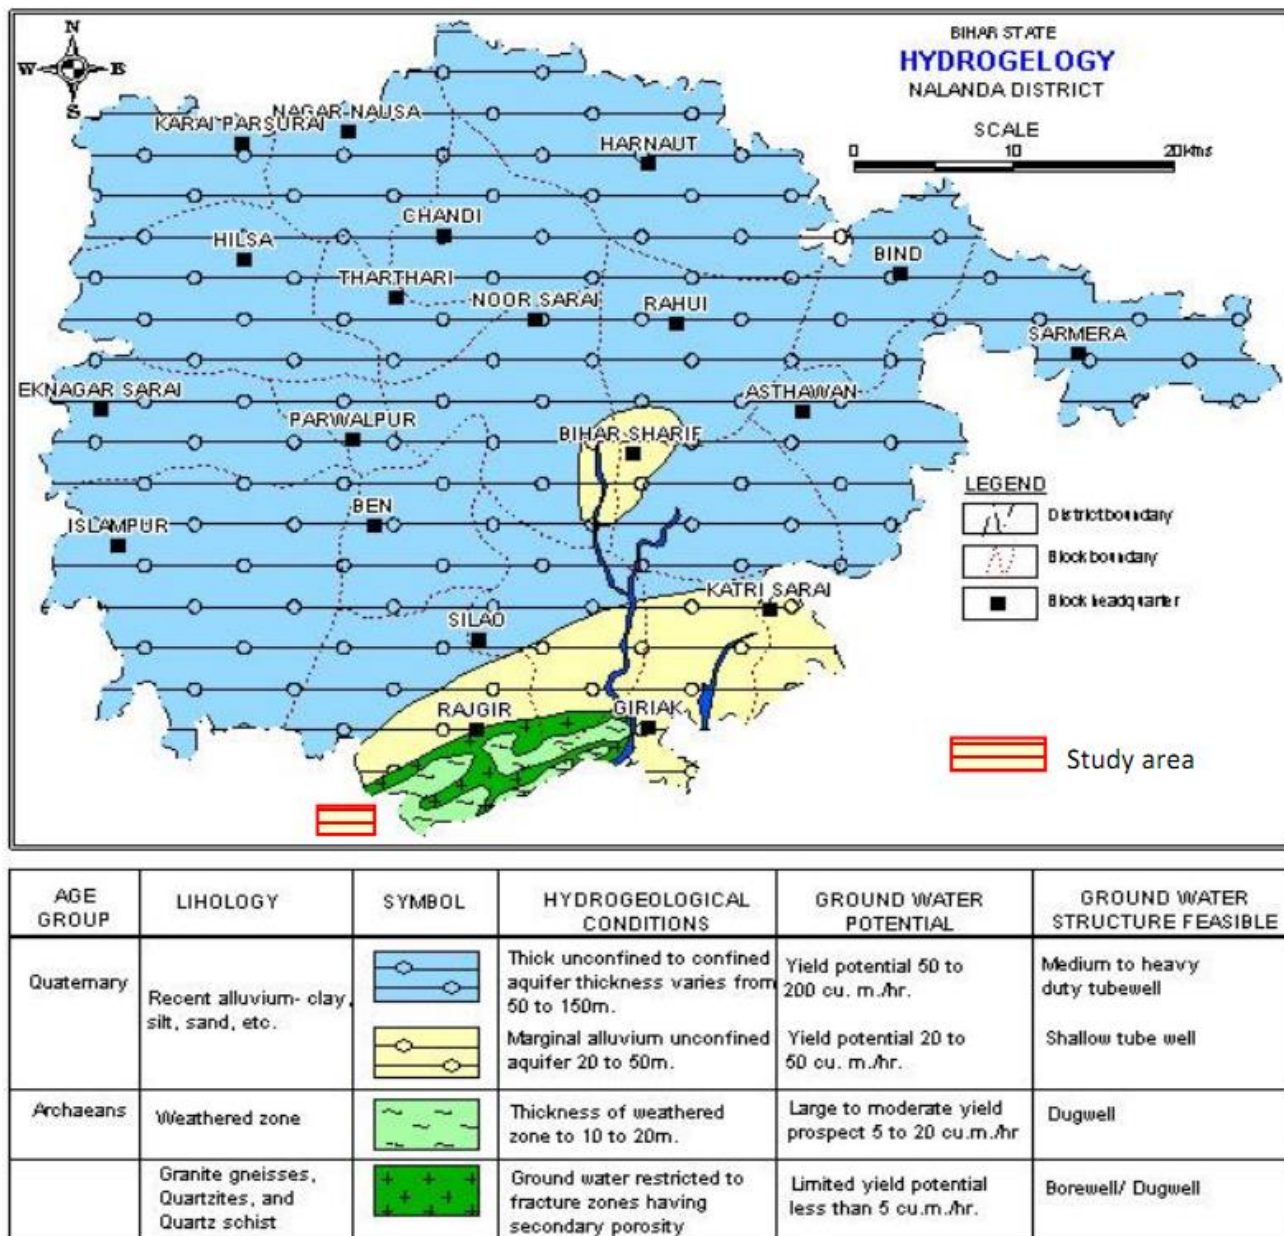 BIHAR STATE
HYDROGELOGY
NALANDA DISTRICT
SCALE
0 10 20 Kms
N
W E
S
NAGAR NAUSA
KARAI PARSURAI
HARNAUT
CHANDI
HILSA
BIND
THARTHARI
NOOR SARAI
RAHUI
SARMERA
EKNAGAR SARAI
ASTHAWAN
PARWALPUR
BIHAR SHARIF
BEN
ISLAMPUR
KATRI SARAI
SILAO
RAJGIR
GIRIAK
LEGEND
District boundary
Block boundary
Block headquarter
Study area
AGE
GROUP
LIHOLOGY
SYMBOL
HYDROGEOLOGICAL
CONDITIONS
GROUND WATER
POTENTIAL
GROUND WATER
STRUCTURE FEASIBLE
Quaternary
Recent alluvium- clay,
silt, sand, etc.
Thick unconfined to confined
aquifer thickness varies from
50 to 150m.
Yield potential 50 to
200 cu. m./hr.
Medium to heavy
duty tubewell
Marginal alluvium unconfined
aquifer 20 to 50m.
Yield potential 20 to
50 cu. m./hr.
Shallow tube well
Archaeans
Weathered zone
Thickness of weathered
zone to 10 to 20m.
Large to moderate yield
prospect 5 to 20 cu.m./hr
Dugwell
Granite gneisses,
Quartzites, and
Quartz schist
Ground water restricted to
fracture zones having
secondary porosity
Limited yield potential
less than 5 cu.m./hr.
Borewell/ Dugwell